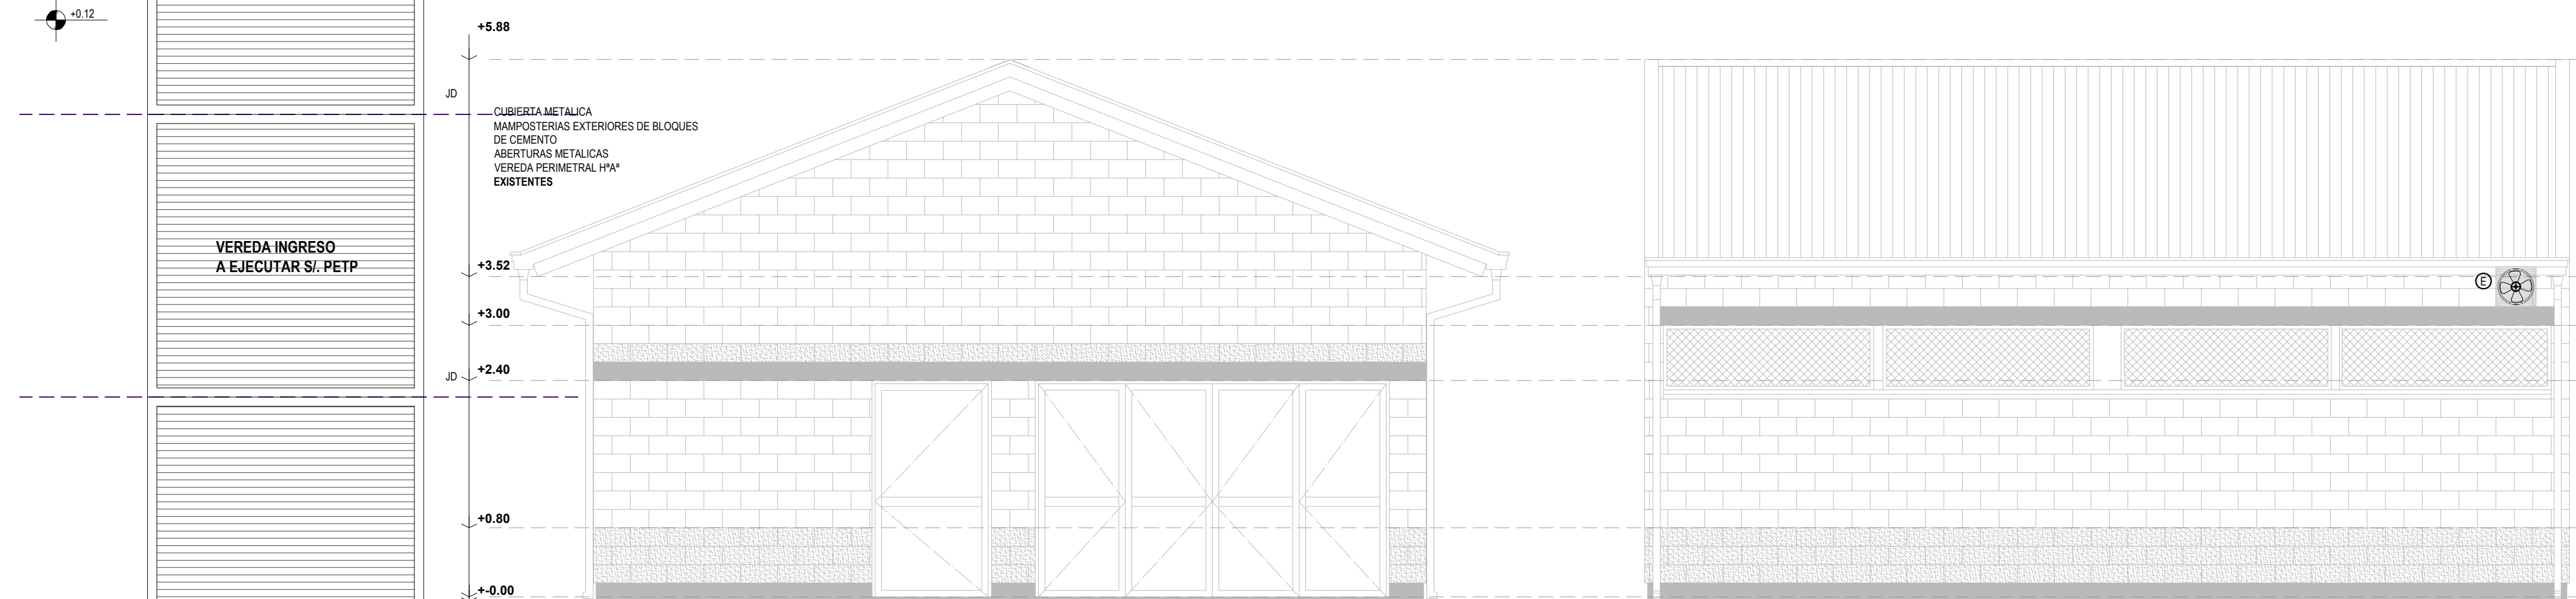 +0.12
+5.88
JD
CUBIERTA METALICA
MAMPOSTERIAS EXTERIORES DE BLOQUES
DE CEMENTO
ABERTURAS METALICAS
VEREDA PERIMETRAL HªAª
EXISTENTES
VEREDA INGRESO
A EJECUTAR S/. PETP
+3.52
E
+3.00
+2.40
JD
+0.80
+-0.00